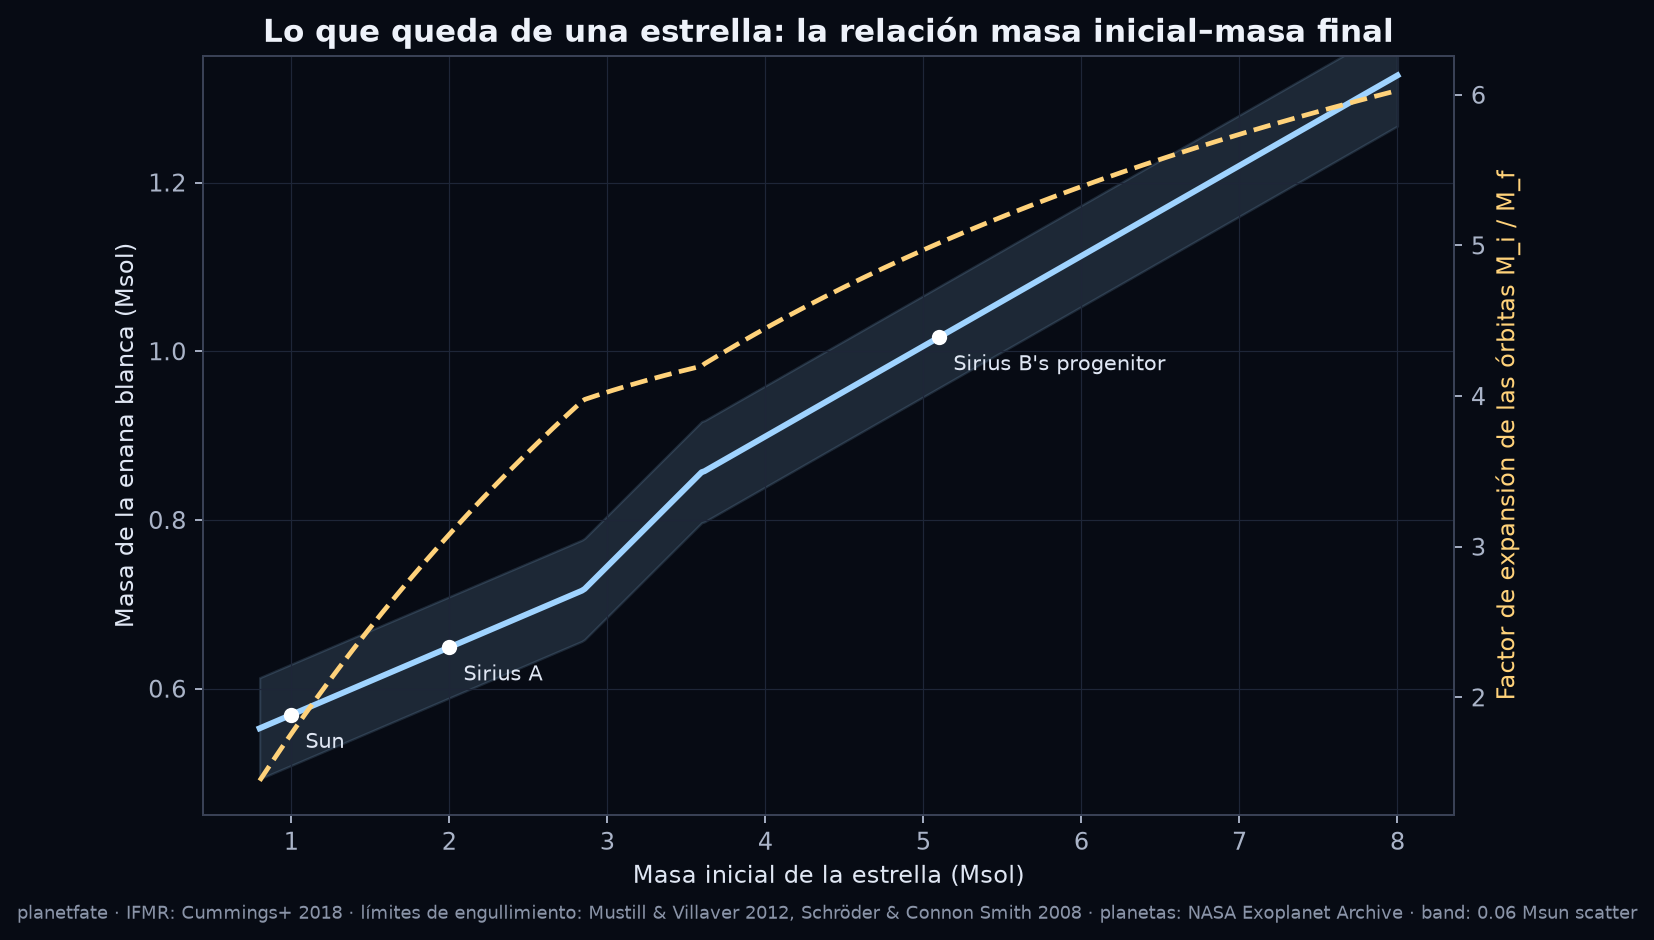 Lo que queda de una estrella: la relación masa inicial–masa final
Masa de la enana blanca (Msol)
1.2
1.0
0.8
0.6
Sun
Sirius A
Sirius B's progenitor
6
5
4
3
2
Factor de expansión de las órbitas M_i / M_f
1 2 3 4 5 6 7 8
Masa inicial de la estrella (Msol)
planetfate · IFMR: Cummings+ 2018 · límites de engullimiento: Mustill & Villaver 2012, Schröder & Connon Smith 2008 · planetas: NASA Exoplanet Archive · band: 0.06 Msun scatter